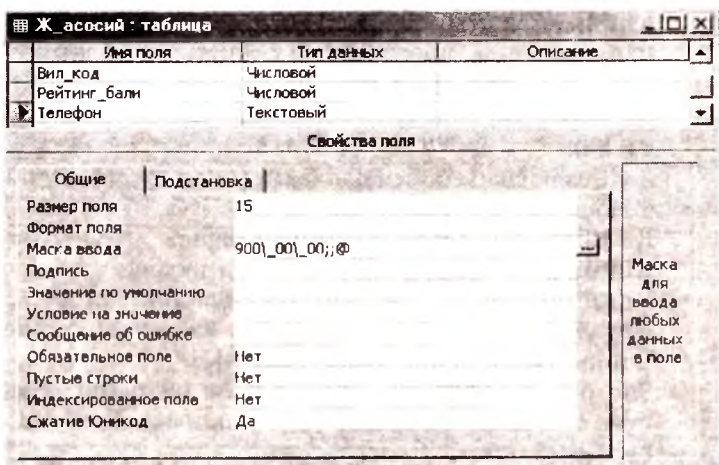 Ж_асосий : таблица
Имя поля Тип данных Описание
Вил_код Числовой
Рейтинг_бали Числовой
Телефон Текстовый
Свойства поля
Общие Подстановка
Размер поля 15
Формат поля
Маска ввода 900\_00\_00;;@
Подпись
Значение по умолчанию
Условие на значение
Сообщение об ошибке
Обязательное поле Нет
Пустые строки Нет
Индексированное поле Нет
Сжатие Юникод Да
Маска
для
ввода
любых
данных
в поле